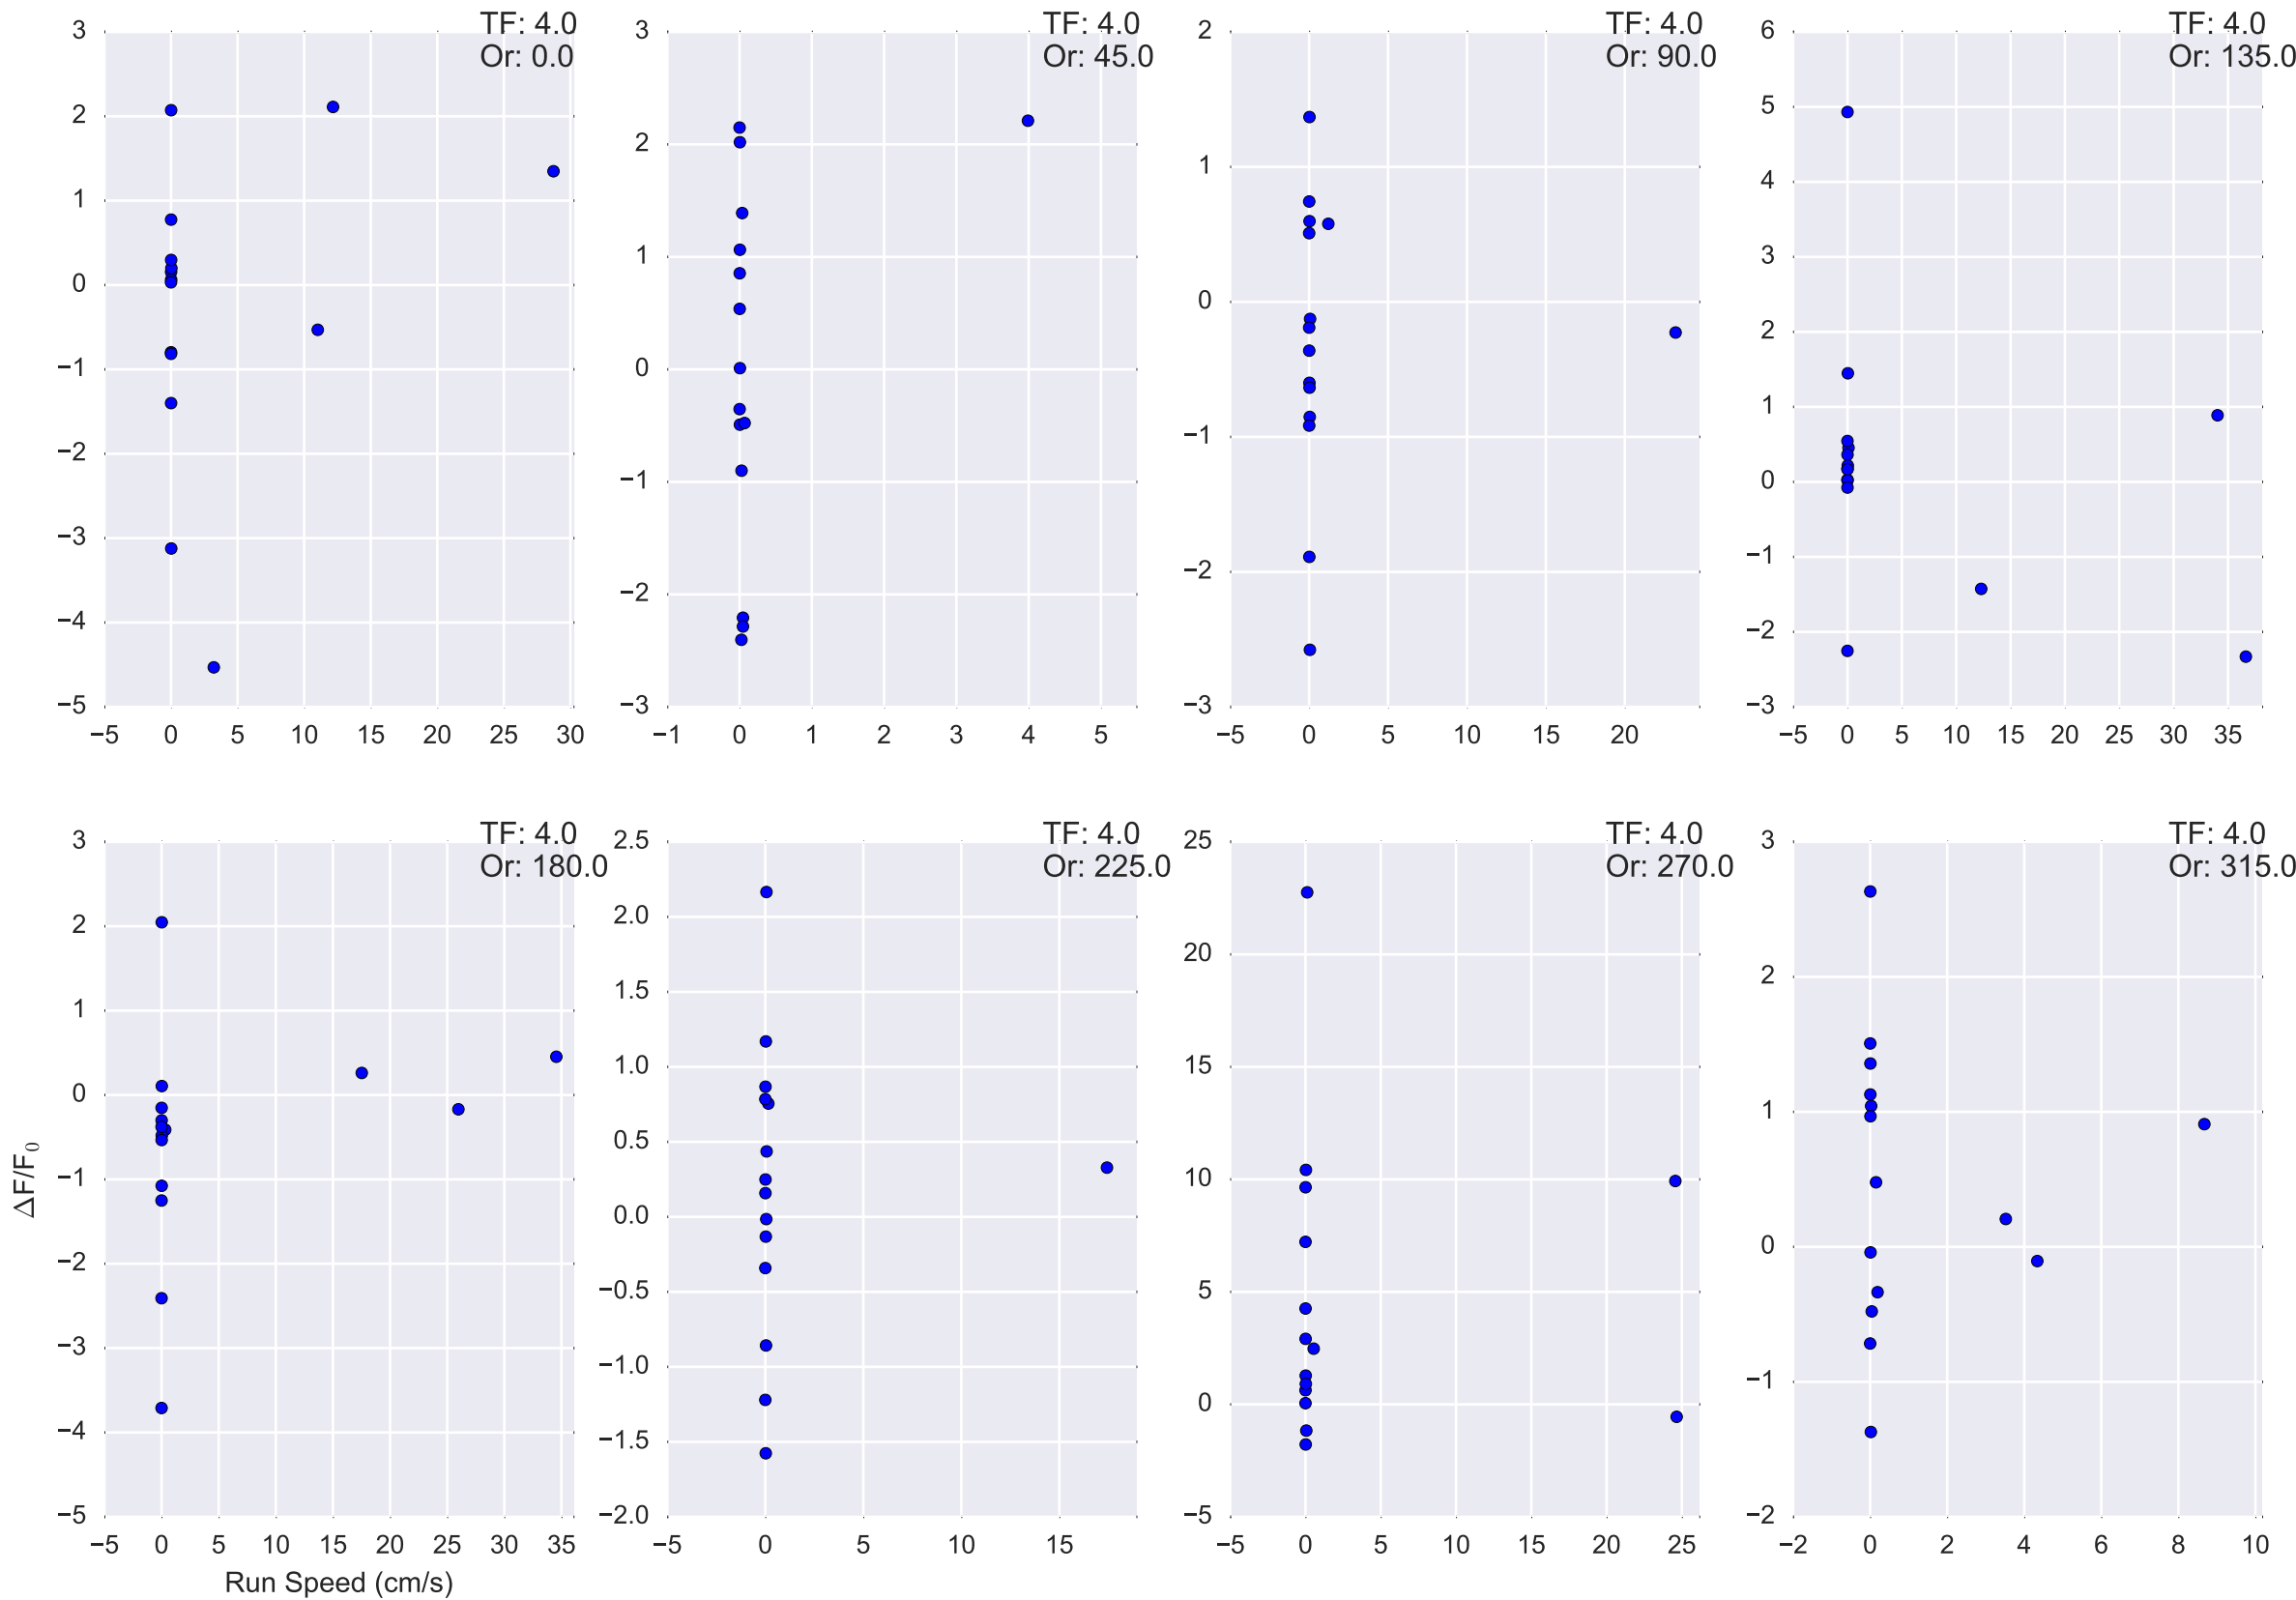 TF: 4.0
Or: 0.0
3
2
1
0
−1
−2
−3
−4
−5
−5 0 5 10 15 20 25 30
TF: 4.0
Or: 45.0
3
2
1
0
−1
−2
−3
−1 0 1 2 3 4 5
TF: 4.0
Or: 90.0
2
1
0
−1
−2
−3
−5 0 5 10 15 20
TF: 4.0
Or: 135.0
6
5
4
3
2
1
0
−1
−2
−3
−5 0 5 10 15 20 25 30 35
TF: 4.0
Or: 180.0
3
2
1
0
−1
−2
−3
−4
−5
−5 0 5 10 15 20 25 30 35
Run Speed (cm/s)
ΔF/F₀
TF: 4.0
Or: 225.0
2.5
2.0
1.5
1.0
0.5
0.0
−0.5
−1.0
−1.5
−2.0
−5 0 5 10 15
TF: 4.0
Or: 270.0
25
20
15
10
5
0
−5
−5 0 5 10 15 20 25
TF: 4.0
Or: 315.0
3
2
1
0
−1
−2
−2 0 2 4 6 8 10